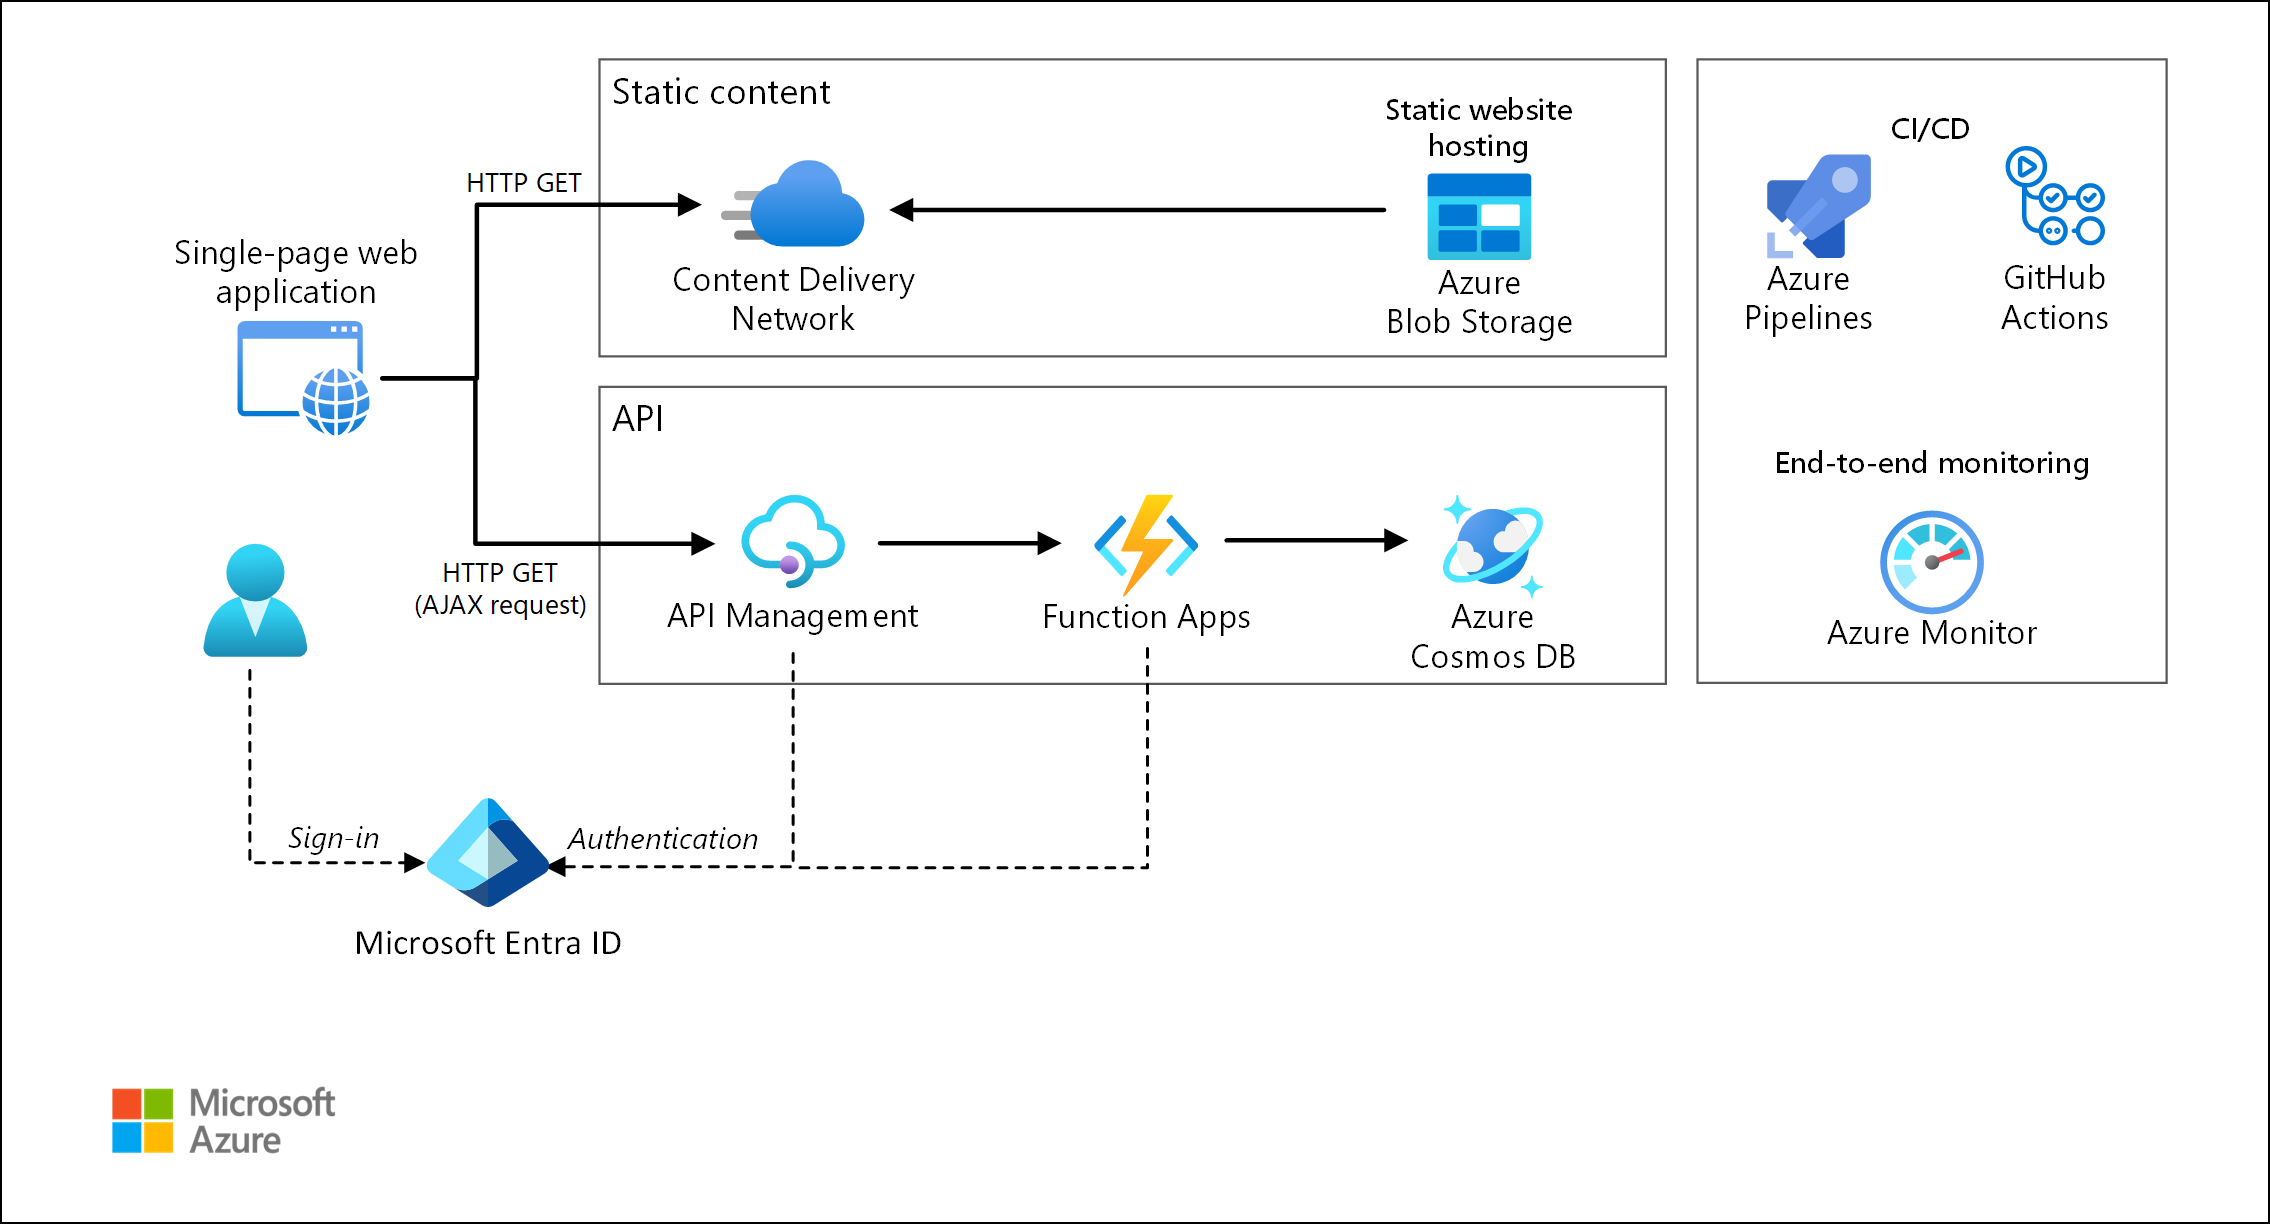 Static content
Static website
hosting
CI/CD
HTTP GET
Single-page web
application
Content Delivery
Network
Azure
Blob Storage
Azure
Pipelines
GitHub
Actions
API
End-to-end monitoring
HTTP GET
(AJAX request)
API Management
Function Apps
Azure
Cosmos DB
Azure Monitor
Sign-in
Authentication
Microsoft Entra ID
Microsoft
Azure